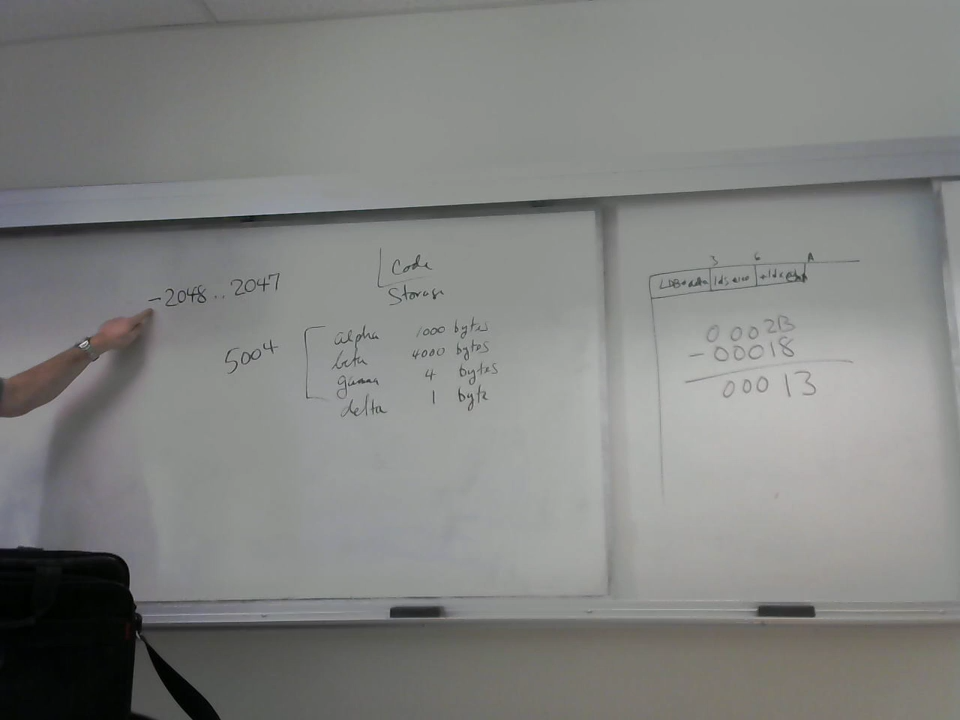 -2048..2047
Code
Storage
5004
alpha 1000 bytes
beta 4000 bytes
gamma 4 bytes
delta 1 byte
3 6 A
0002B
- 00018
00013